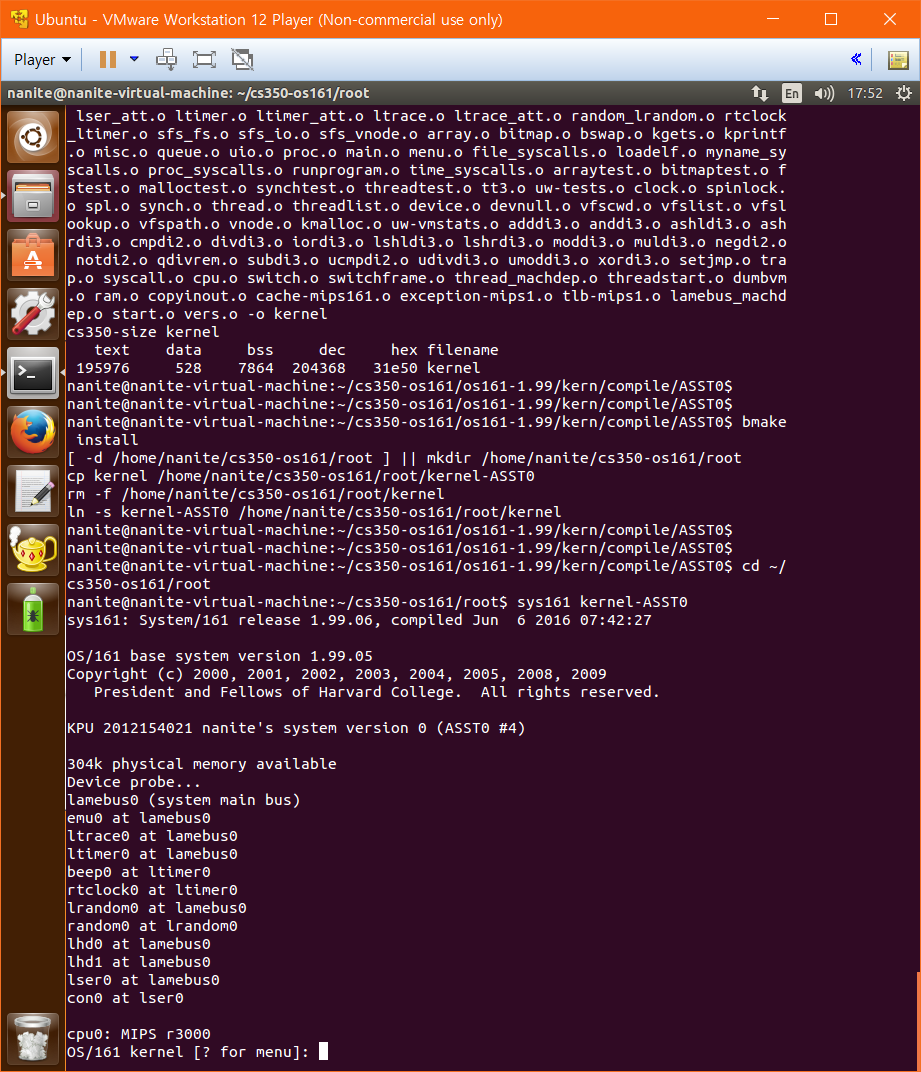 Ubuntu - VMware Workstation 12 Player (Non-commercial use only)
Player
nanite@nanite-virtual-machine: ~/cs350-os161/root
En
17:52
lser_att.o ltimer.o ltimer_att.o ltrace.o ltrace_att.o random_lrandom.o rtclock
_ltimer.o sfs_fs.o sfs_io.o sfs_vnode.o array.o bitmap.o bswap.o kgets.o kprintf
.o misc.o queue.o uio.o proc.o main.o menu.o file_syscalls.o loadelf.o myname_sy
scalls.o proc_syscalls.o runprogram.o time_syscalls.o arraytest.o bitmaptest.o f
stest.o malloctest.o synchtest.o threadtest.o tt3.o uw-tests.o clock.o spinlock.
o spl.o synch.o thread.o threadlist.o device.o devnull.o vfscwd.o vfslist.o vfsl
ookup.o vfspath.o vnode.o kmalloc.o uw-vmstats.o adddi3.o anddi3.o ashldi3.o ash
rdi3.o cmpdi2.o divdi3.o iordi3.o lshldi3.o lshrdi3.o moddi3.o muldi3.o negdi2.o
notdi2.o qdivrem.o subdi3.o ucmpdi2.o udivdi3.o umoddi3.o xordi3.o setjmp.o tra
p.o syscall.o cpu.o switch.o switchframe.o thread_machdep.o threadstart.o dumbvm
.o ram.o copyinout.o cache-mips161.o exception-mips1.o tlb-mips1.o lamebus_machd
ep.o start.o vers.o -o kernel
cs350-size kernel
text data bss dec hex filename
195976 528 7864 204368 31e50 kernel
nanite@nanite-virtual-machine:~/cs350-os161/os161-1.99/kern/compile/ASST0$
nanite@nanite-virtual-machine:~/cs350-os161/os161-1.99/kern/compile/ASST0$
nanite@nanite-virtual-machine:~/cs350-os161/os161-1.99/kern/compile/ASST0$ bmake
install
[ -d /home/nanite/cs350-os161/root ] || mkdir /home/nanite/cs350-os161/root
cp kernel /home/nanite/cs350-os161/root/kernel-ASST0
rm -f /home/nanite/cs350-os161/root/kernel
ln -s kernel-ASST0 /home/nanite/cs350-os161/root/kernel
nanite@nanite-virtual-machine:~/cs350-os161/os161-1.99/kern/compile/ASST0$
nanite@nanite-virtual-machine:~/cs350-os161/os161-1.99/kern/compile/ASST0$
nanite@nanite-virtual-machine:~/cs350-os161/os161-1.99/kern/compile/ASST0$ cd ~/
cs350-os161/root
nanite@nanite-virtual-machine:~/cs350-os161/root$ sys161 kernel-ASST0
sys161: System/161 release 1.99.06, compiled Jun  6 2016 07:42:27
OS/161 base system version 1.99.05
Copyright (c) 2000, 2001, 2002, 2003, 2004, 2005, 2008, 2009
President and Fellows of Harvard College.  All rights reserved.
KPU 2012154021 nanite's system version 0 (ASST0 #4)
304k physical memory available
Device probe...
lamebus0 (system main bus)
emu0 at lamebus0
ltrace0 at lamebus0
ltimer0 at lamebus0
beep0 at ltimer0
rtclock0 at ltimer0
lrandom0 at lamebus0
random0 at lrandom0
lhd0 at lamebus0
lhd1 at lamebus0
lser0 at lamebus0
con0 at lser0
cpu0: MIPS r3000
OS/161 kernel [? for menu]: